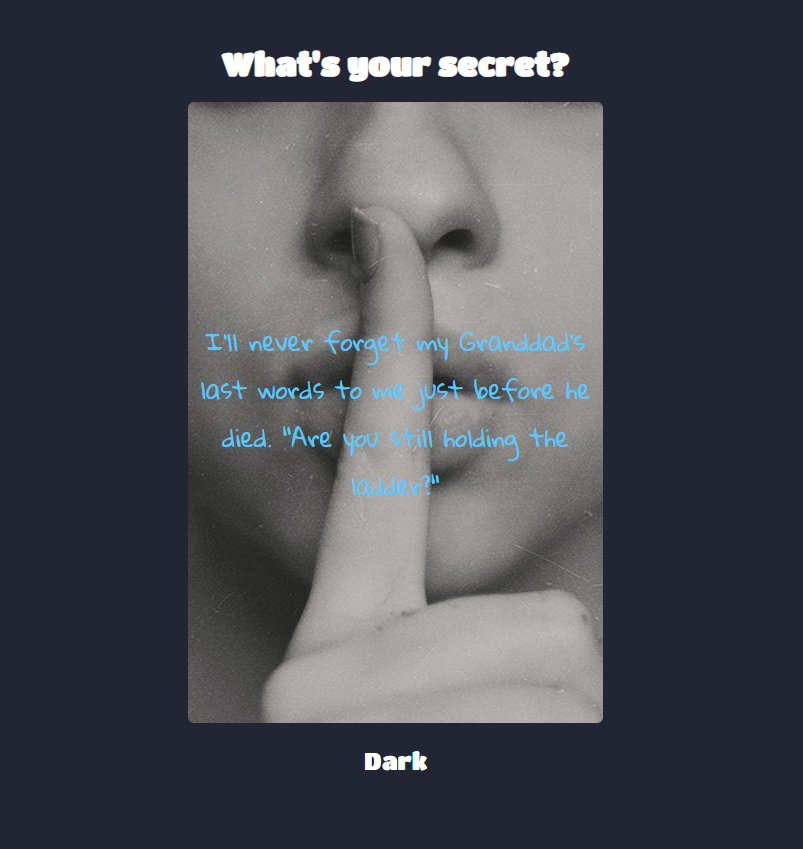 What's your secret?
I'll never forget my Granddad's
last words to me just before he
died. "Are you still holding the
ladder?"
Dark